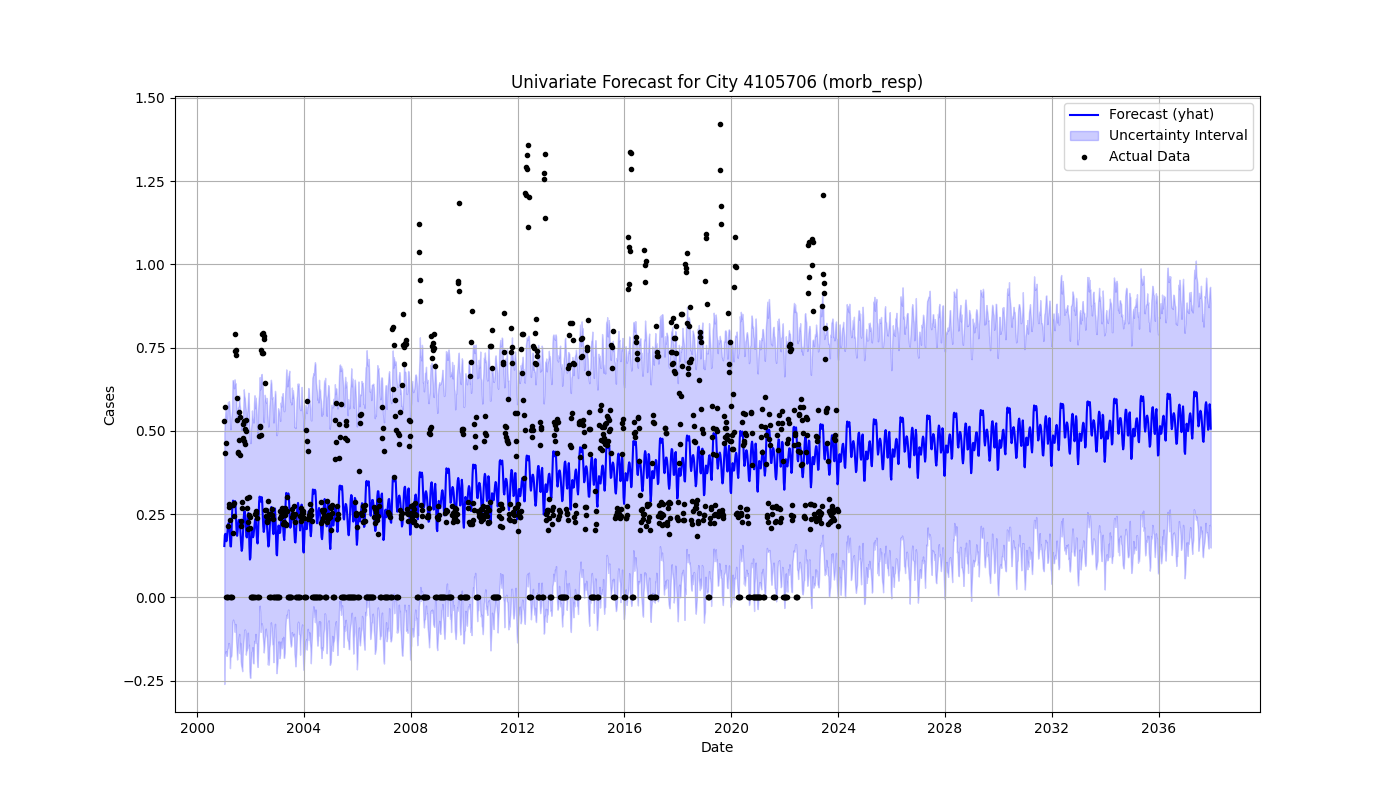 Univariate Forecast for City 4105706 (morb_resp)
Forecast (yhat)
Uncertainty Interval
Actual Data
Cases
1.50
1.25
1.00
0.75
0.50
0.25
0.00
−0.25
2000 2004 2008 2012 2016 2020 2024 2028 2032 2036
Date